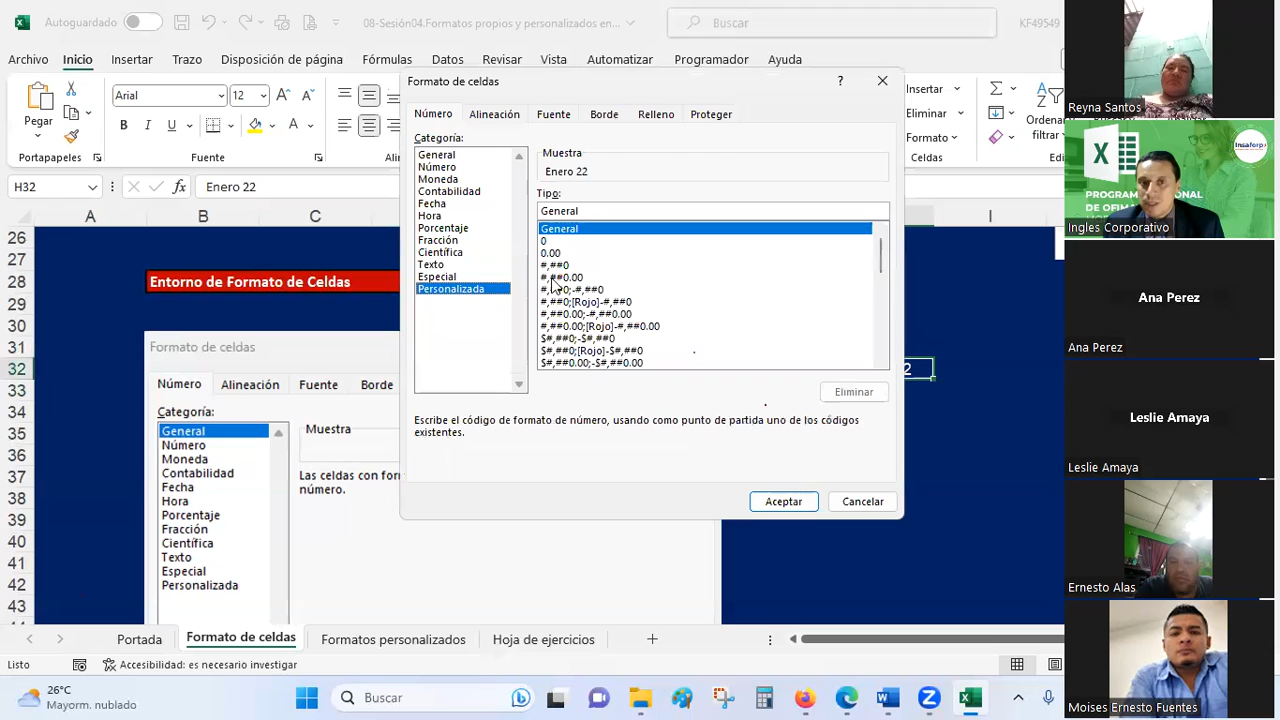 Autoguardado
08-Sesión04.Formatos propios y personalizados en...
Buscar
KF49549
Archivo Inicio Insertar Trazo Disposición de página Fórmulas Datos Revisar Vista Automatizar Programador Ayuda
Pegar
Arial 12
N K S
Portapapeles
Fuente
Insertar
Eliminar
Formato
Celdas
Ordenar y
filtrar
H32
Enero 22
A B C I
26
27
28
29
30
31
32
33
34
35
36
37
38
39
40
41
42
43
Entorno de Formato de Celdas
Formato de celdas
Número Alineación Fuente Borde
Categoría:
General
Número
Moneda
Contabilidad
Fecha
Hora
Porcentaje
Fracción
Científica
Texto
Especial
Personalizada
Muestra
Las celdas con for
número.
Formato de celdas
?
Número Alineación Fuente Borde Relleno Proteger
Categoría:
General
Número
Moneda
Contabilidad
Fecha
Hora
Porcentaje
Fracción
Científica
Texto
Especial
Personalizada
Muestra
Enero 22
Tipo:
General
General
0
0.00
#,##0
#,##0.00
#,##0;-#,##0
#,##0;[Rojo]-#,##0
#,##0.00;-#,##0.00
#,##0.00;[Rojo]-#,##0.00
$#,##0;-$#,##0
$#,##0;[Rojo]-$#,##0
$#,##0.00;-$#,##0.00
Eliminar
Escribe el código de formato de número, usando como punto de partida uno de los códigos
existentes.
Aceptar
Cancelar
2
Portada Formato de celdas Formatos personalizados Hoja de ejercicios
Listo
Accesibilidad: es necesario investigar
26°C
Mayorm. nublado
Buscar
Reyna Santos
Insaforp
Ingles Corporativo
Ana Perez
Ana Perez
Leslie Amaya
Leslie Amaya
Ernesto Alas
Moises Ernesto Fuentes